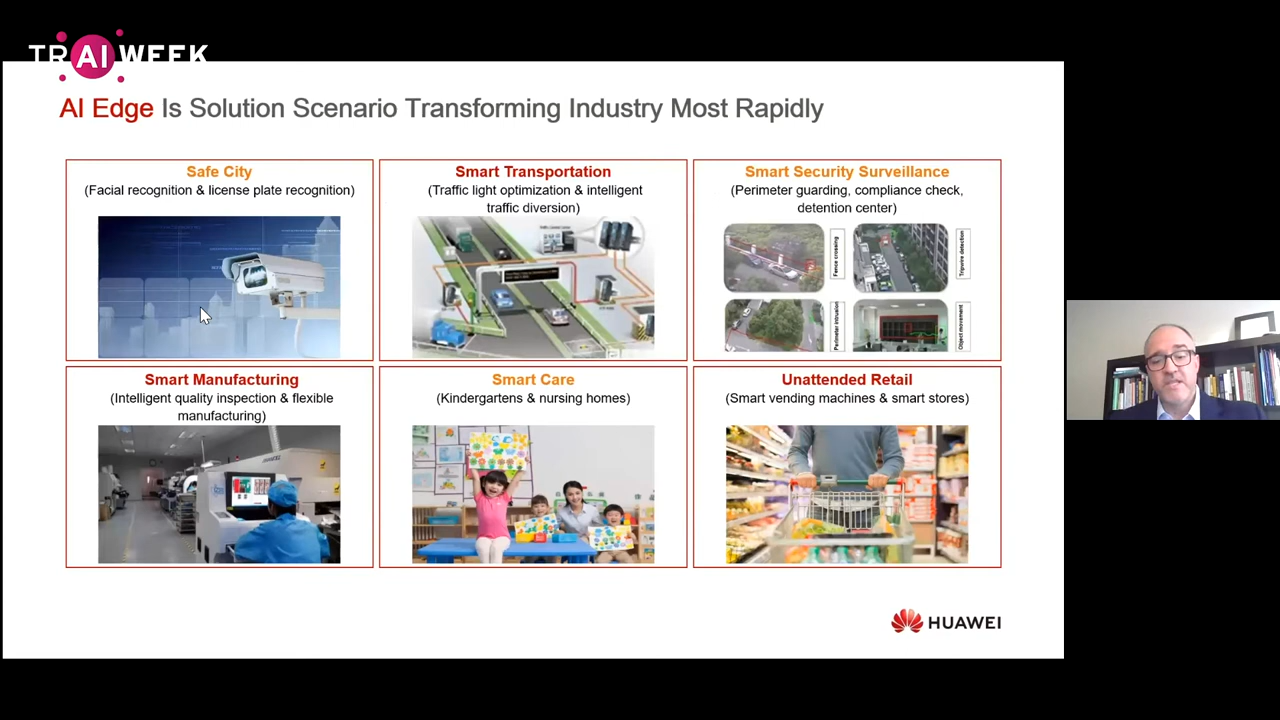 TRAI WEEK
AI Edge Is Solution Scenario Transforming Industry Most Rapidly
Safe City
(Facial recognition & license plate recognition)
Smart Transportation
(Traffic light optimization & intelligent
traffic diversion)
Smart Security Surveillance
(Perimeter guarding, compliance check,
detention center)
Fence crossing
Tripwire detection
Perimeter intrusion
Object movement
Smart Manufacturing
(Intelligent quality inspection & flexible
manufacturing)
Smart Care
(Kindergartens & nursing homes)
Unattended Retail
(Smart vending machines & smart stores)
HUAWEI